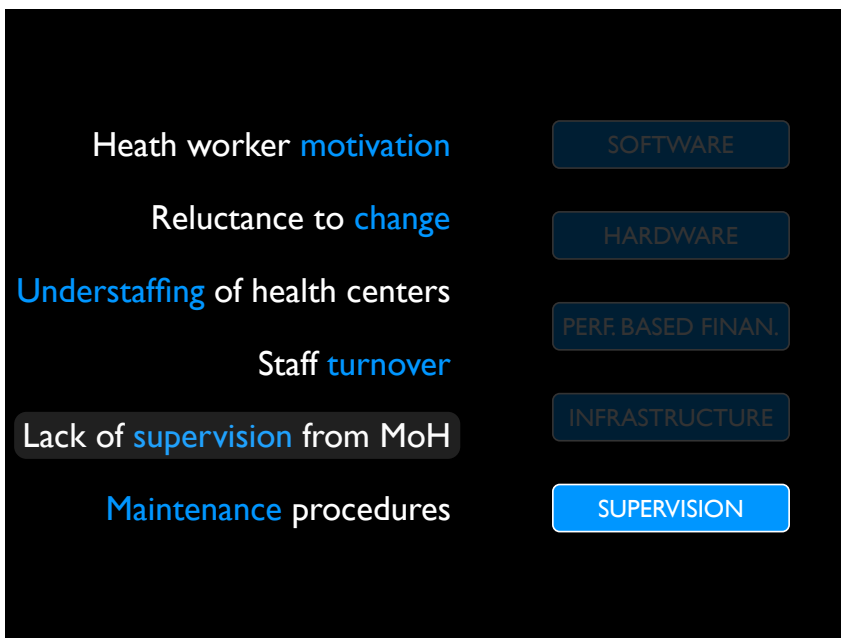 Heath worker motivation
Reluctance to change
Understaffing of health centers
Staff turnover
Lack of supervision from MoH
Maintenance procedures
SOFTWARE
HARDWARE
PERF. BASED FINAN.
INFRASTRUCTURE
SUPERVISION